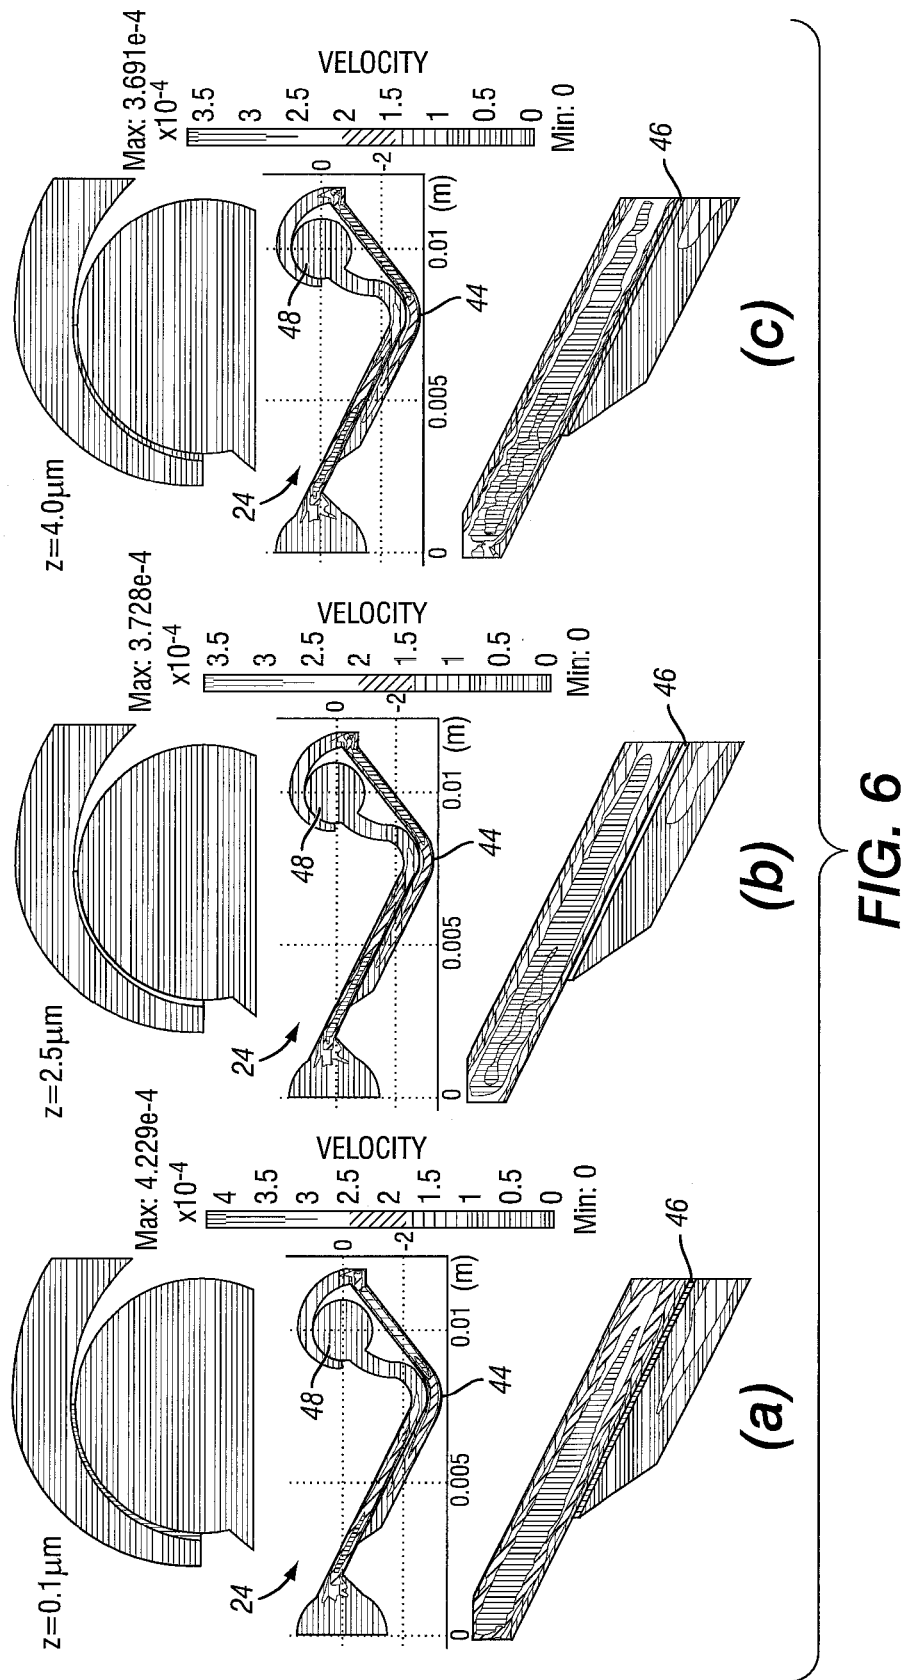 z=0.1µm
Max: 4.229e-4
x10-4
4
3.5
3
2.5
2
1.5
1
0.5
0
VELOCITY
Min: 0
24
48
44
0
-2
0
0.005
0.01
(m)
46
(a)
z=2.5µm
Max: 3.728e-4
x10-4
3.5
3
2.5
2
1.5
1
0.5
0
VELOCITY
Min: 0
24
48
44
0
-2
0
0.005
0.01
(m)
46
(b)
z=4.0µm
Max: 3.691e-4
x10-4
3.5
3
2.5
2
1.5
1
0.5
0
VELOCITY
Min: 0
24
48
44
0
-2
0
0.005
0.01
(m)
46
(c)
FIG. 6